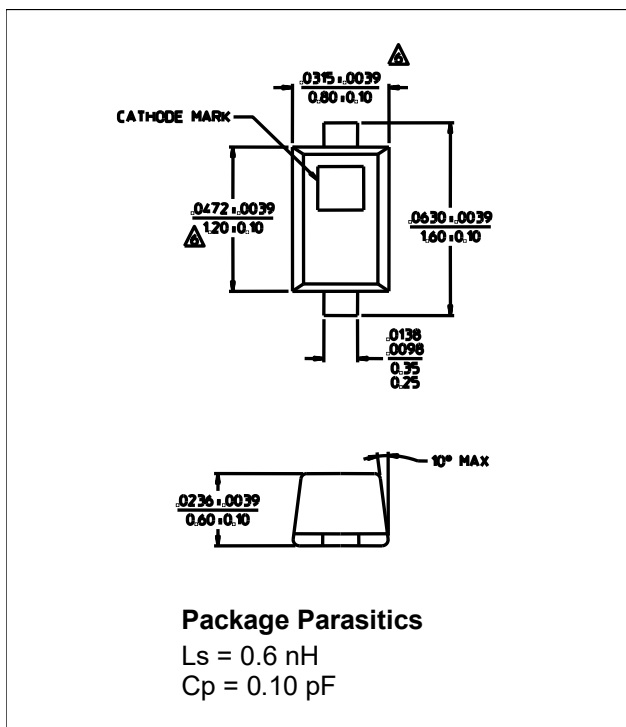 6
.0315±.0039
0.80±0.10
CATHODE MARK
.0472±.0039
1.20±0.10
6
.0630±.0039
1.60±0.10
.0138
.0098
0.35
0.25
10° MAX
.0236±.0039
0.60±0.10
Package Parasitics
Ls = 0.6 nH
Cp = 0.10 pF